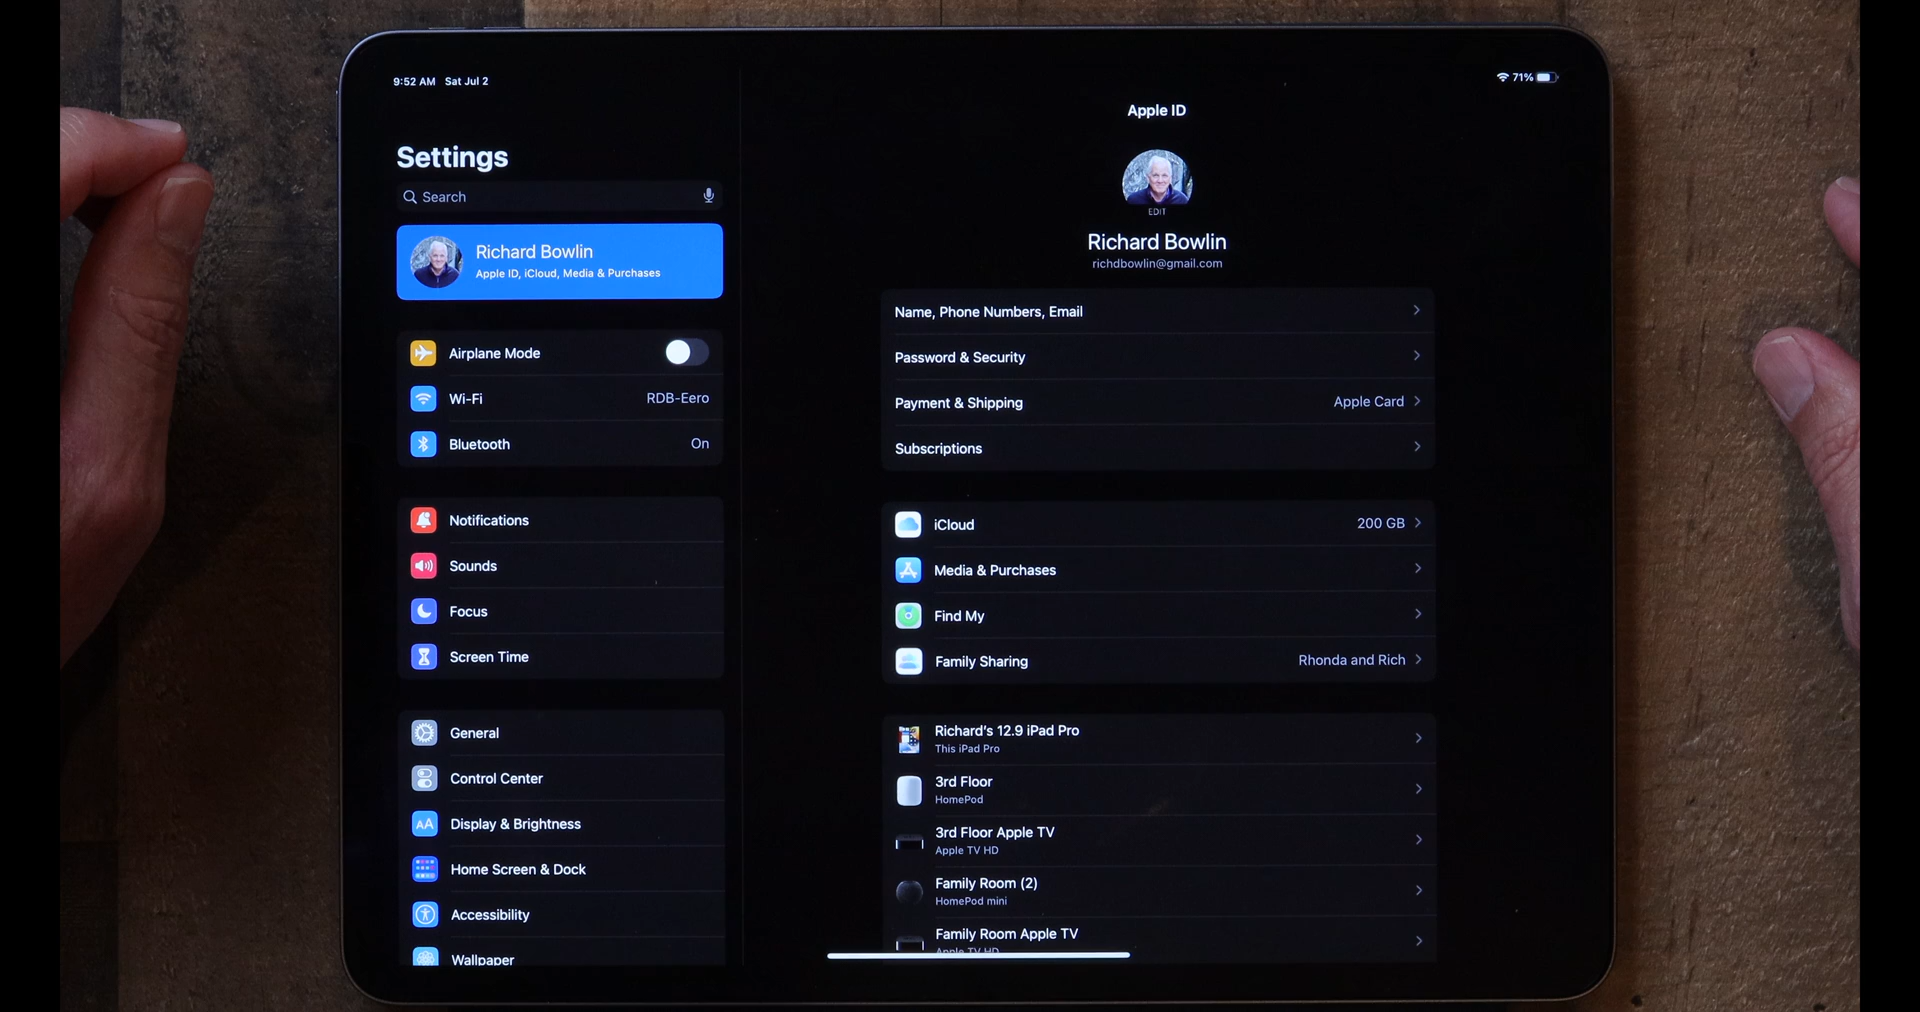 9:52 AM Sat Jul 2
71%
Settings
Search
Richard Bowlin
Apple ID, iCloud, Media & Purchases
Airplane Mode
Wi-Fi RDB-Eero
Bluetooth On
Notifications
Sounds
Focus
Screen Time
General
Control Center
AA Display & Brightness
Home Screen & Dock
Accessibility
Wallpaper
Apple ID
EDIT
Richard Bowlin
richdbowlin@gmail.com
Name, Phone Numbers, Email
Password & Security
Payment & Shipping Apple Card
Subscriptions
iCloud 200 GB
Media & Purchases
Find My
Family Sharing Rhonda and Rich
Richard's 12.9 iPad Pro
This iPad Pro
3rd Floor
HomePod
3rd Floor Apple TV
Apple TV HD
Family Room (2)
HomePod mini
Family Room Apple TV
Apple TV HD